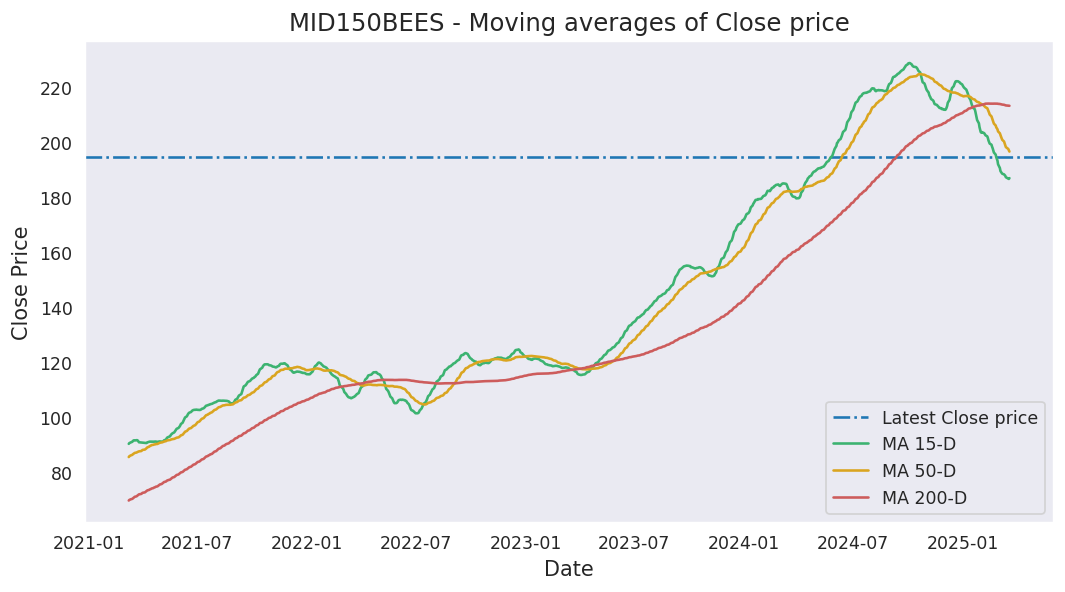 MID150BEES - Moving averages of Close price
Close Price
220
200
180
160
140
120
100
80
2021-01 2021-07 2022-01 2022-07 2023-01 2023-07 2024-01 2024-07 2025-01
Date
Latest Close price
MA 15-D
MA 50-D
MA 200-D